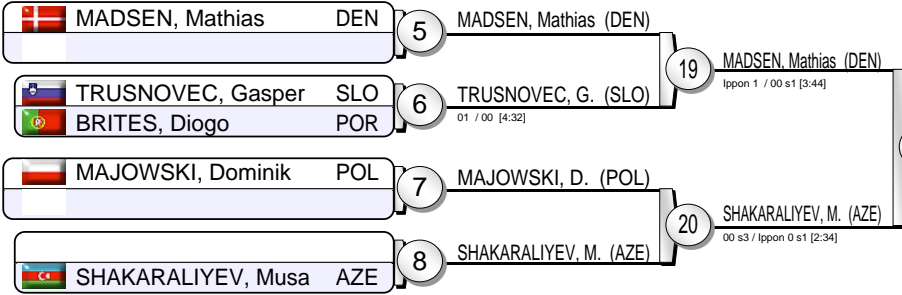 MADSEN, Mathias DEN
5
MADSEN, Mathias (DEN)
TRUSNOVEC, Gasper SLO
BRITES, Diogo POR
6
TRUSNOVEC, G. (SLO)
01 / 00 [4:32]
19
MADSEN, Mathias (DEN)
Ippon 1 / 00 s1 [3:44]
MAJOWSKI, Dominik POL
7
MAJOWSKI, D. (POL)
SHAKARALIYEV, Musa AZE
8
SHAKARALIYEV, M. (AZE)
20
SHAKARALIYEV, M. (AZE)
00 s3 / Ippon 0 s1 [2:34]